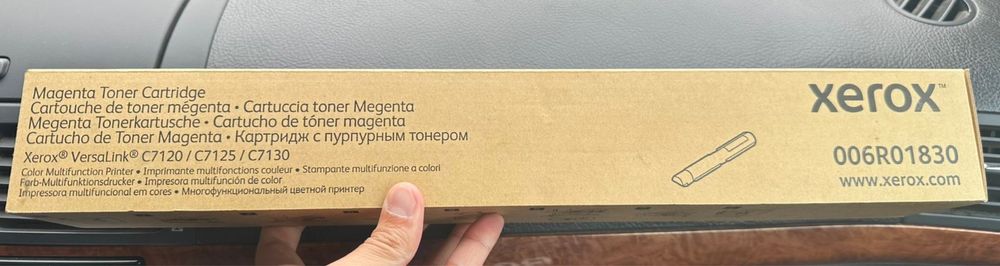 Magenta Toner Cartridge
Cartouche de toner mégenta • Cartuccia toner Megenta
Megenta Tonerkartusche • Cartucho de tóner magenta
Cartucho de Toner Magenta • Картридж с пурпурным тонером
Xerox® VersaLink® C7120 / C7125 / C7130
Color Multifunction Printer • Imprimante multifonctions couleur • Stampante multifunzione a colori
Farb-Multifunktionsdrucker • Impresora multifunción de color
Impressora multifuncional em cores • Многофункциональный цветной принтер
xerox™
006R01830
www.xerox.com